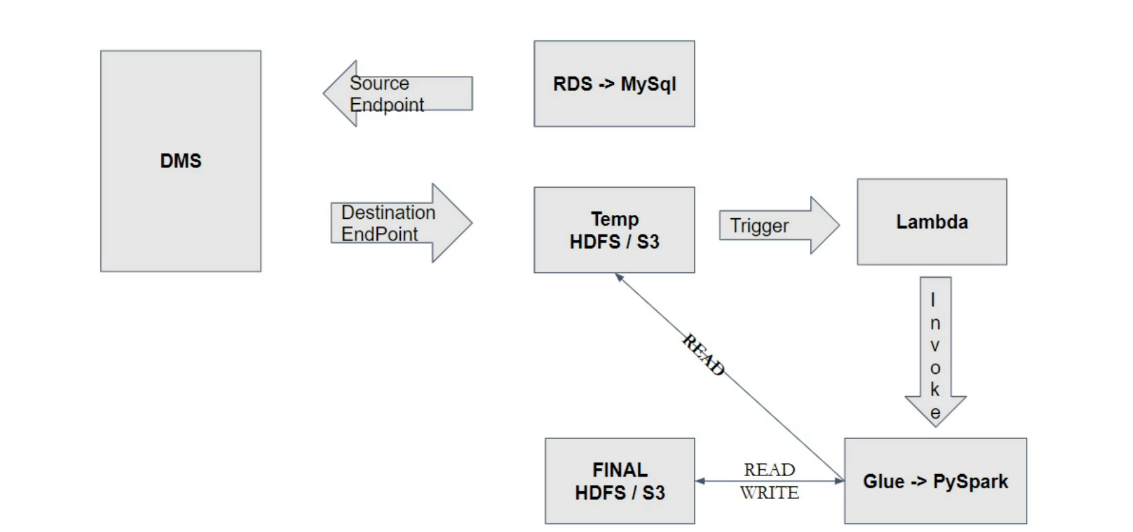 DMS
Source
Endpoint
RDS -> MySql
Destination
EndPoint
Temp
HDFS / S3
Trigger
Lambda
Invoke
READ
FINAL
HDFS / S3
READ
WRITE
Glue -> PySpark